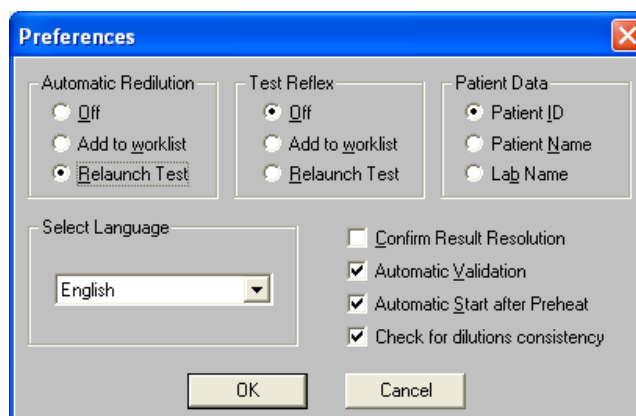 Preferences
Automatic Redilution
Off
Add to worklist
Relaunch Test
Test Reflex
Off
Add to worklist
Relaunch Test
Patient Data
Patient ID
Patient Name
Lab Name
Select Language
English
Confirm Result Resolution
Automatic Validation
Automatic Start after Preheat
Check for dilutions consistency
OK
Cancel